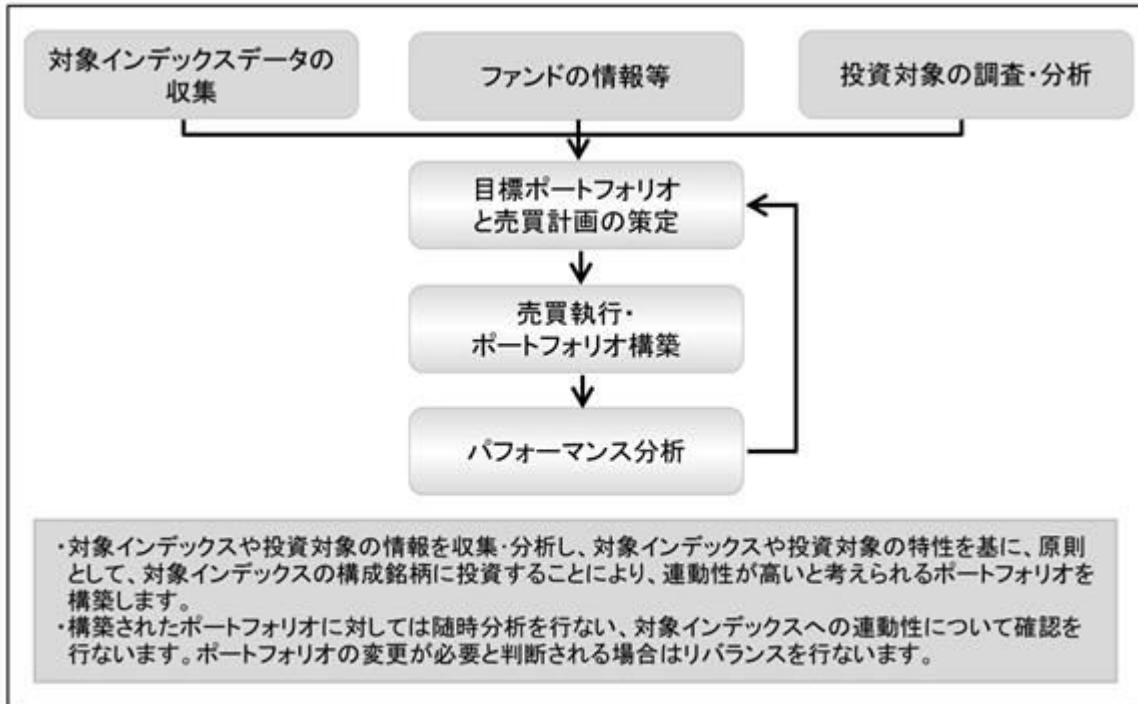 対象インデックスデータの
収集
ファンドの情報等
投資対象の調査・分析
目標ポートフォリオ
と売買計画の策定
売買執行・
ポートフォリオ構築
パフォーマンス分析
・対象インデックスや投資対象の情報を収集・分析し、対象インデックスや投資対象の特性を基に、原則
として、対象インデックスの構成銘柄に投資することにより、連動性が高いと考えられるポートフォリオを
構築します。
・構築されたポートフォリオに対しては随時分析を行ない、対象インデックスへの連動性について確認を
行ないます。ポートフォリオの変更が必要と判断される場合はリバランスを行ないます。